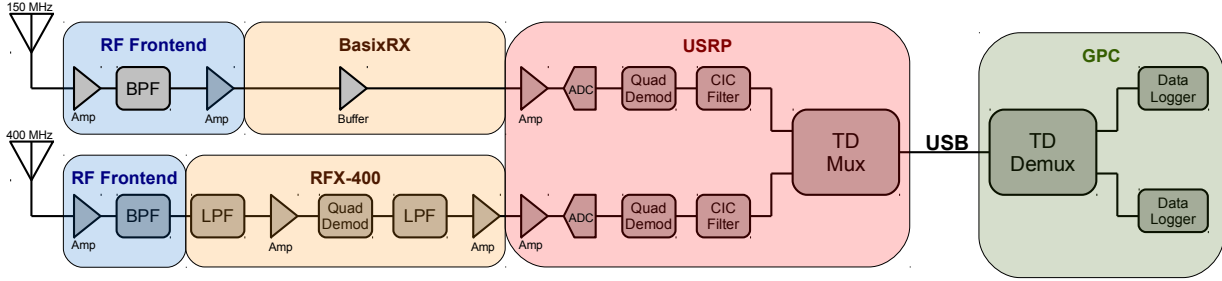 150 MHz
RF Frontend
BasixRX
USRP
GPC
Amp
BPF
Amp
Buffer
Amp
ADC
Quad
Demod
CIC
Filter
Data
Logger
TD
Mux
USB
TD
Demux
400 MHz
RF Frontend
RFX-400
Amp
BPF
LPF
Amp
Quad
Demod
LPF
Amp
Amp
ADC
Quad
Demod
CIC
Filter
Data
Logger